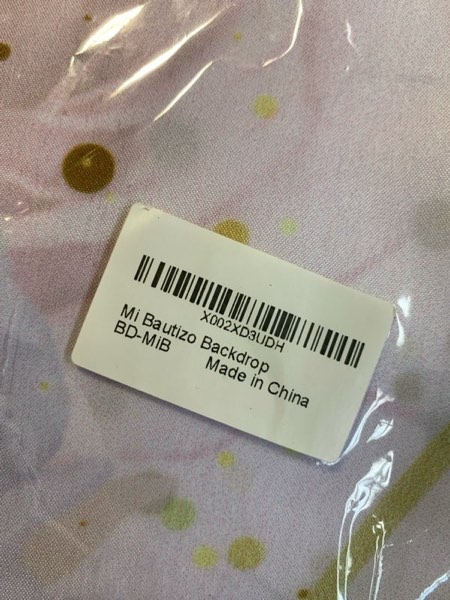 X002XD3UDH
Mi Bautizo Backdrop
BD-MiB Made in China